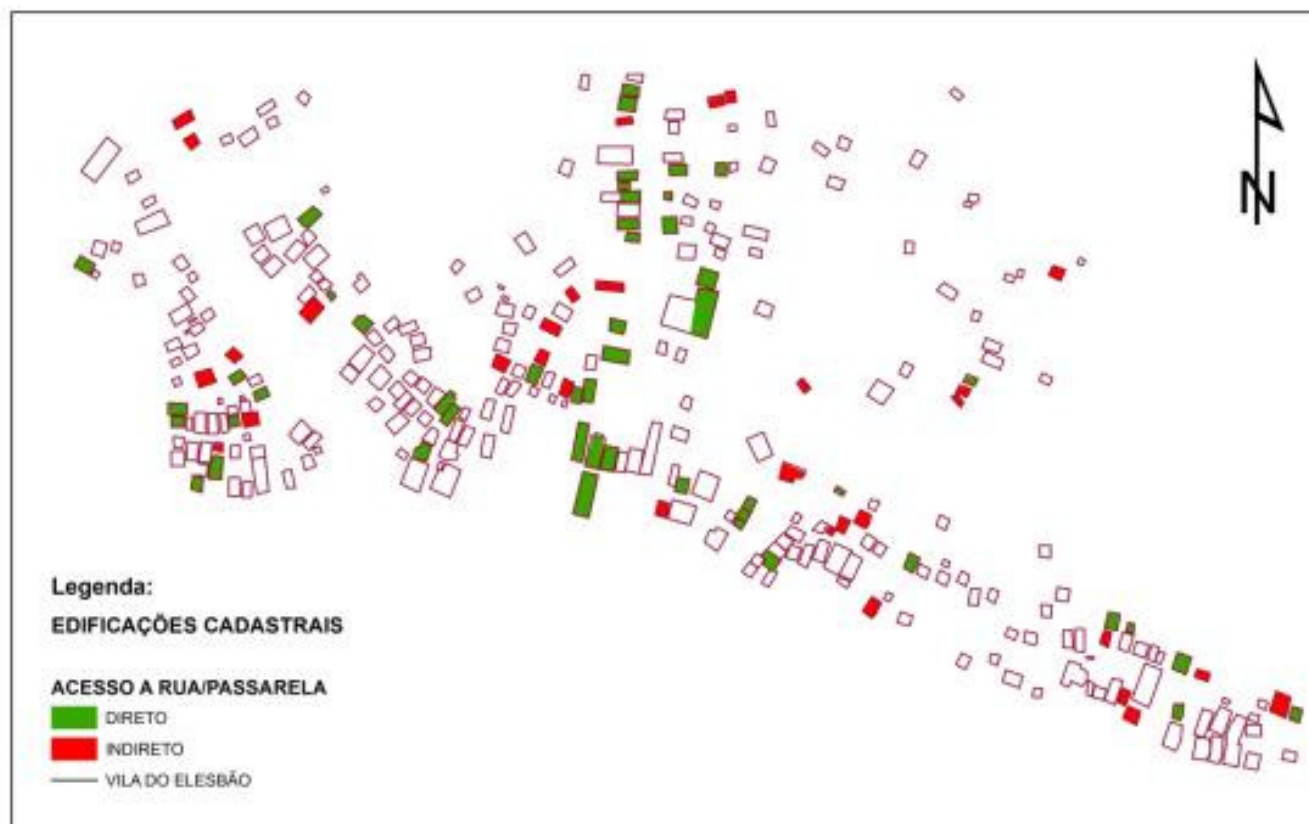 N
Legenda:
EDIFICAÇÕES CADASTRAIS
ACESSO A RUA/PASSARELA
DIRETO
INDIRETO
VILA DO ELESBÃO